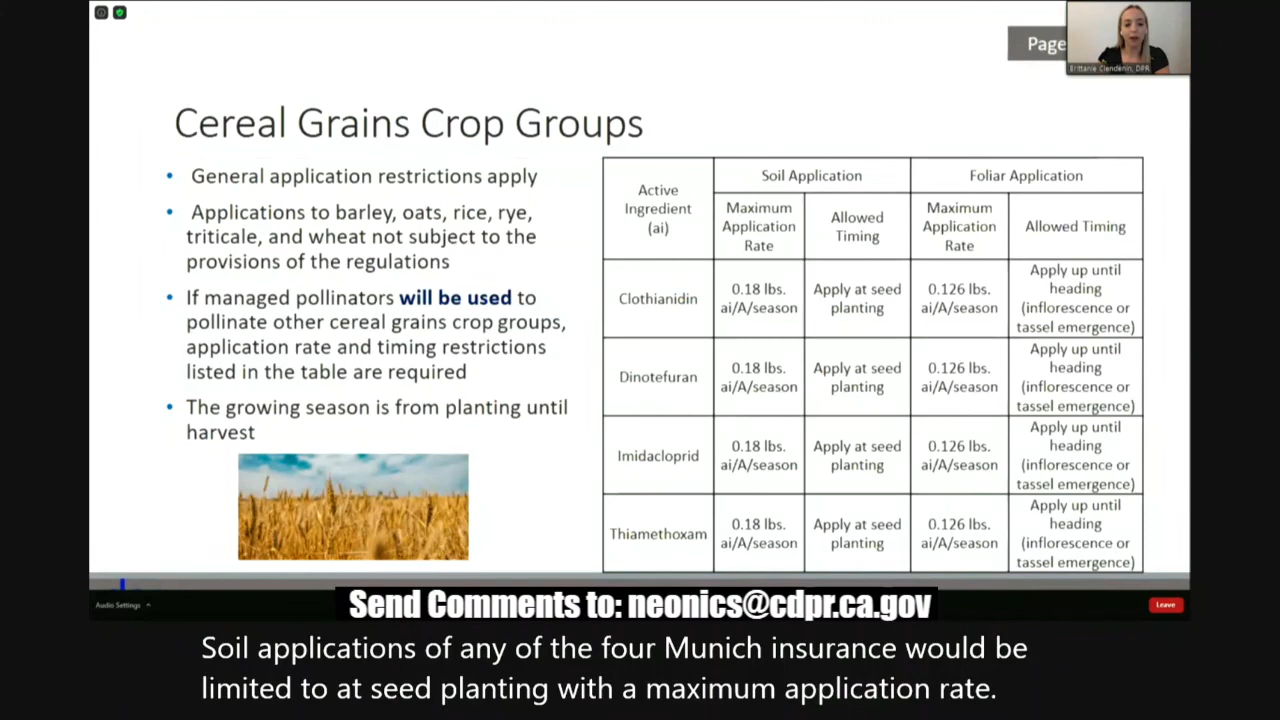 Page
Brittanie Clendenin, DPR
Cereal Grains Crop Groups
• General application restrictions apply
• Applications to barley, oats, rice, rye,
triticale, and wheat not subject to the
provisions of the regulations
• If managed pollinators will be used to
pollinate other cereal grains crop groups,
application rate and timing restrictions
listed in the table are required
• The growing season is from planting until
harvest
Active
Ingredient
(ai)
Soil Application
Foliar Application
Maximum
Application
Rate
Allowed
Timing
Maximum
Application
Rate
Allowed Timing
Clothianidin
0.18 lbs.
ai/A/season
Apply at seed
planting
0.126 lbs.
ai/A/season
Apply up until
heading
(inflorescence or
tassel emergence)
Dinotefuran
0.18 lbs.
ai/A/season
Apply at seed
planting
0.126 lbs.
ai/A/season
Apply up until
heading
(inflorescence or
tassel emergence)
Imidacloprid
0.18 lbs.
ai/A/season
Apply at seed
planting
0.126 lbs.
ai/A/season
Apply up until
heading
(inflorescence or
tassel emergence)
Thiamethoxam
0.18 lbs.
ai/A/season
Apply at seed
planting
0.126 lbs.
ai/A/season
Apply up until
heading
(inflorescence or
tassel emergence)
Audio Settings
Leave
Send Comments to: neonics@cdpr.ca.gov
Soil applications of any of the four Munich insurance would be
limited to at seed planting with a maximum application rate.